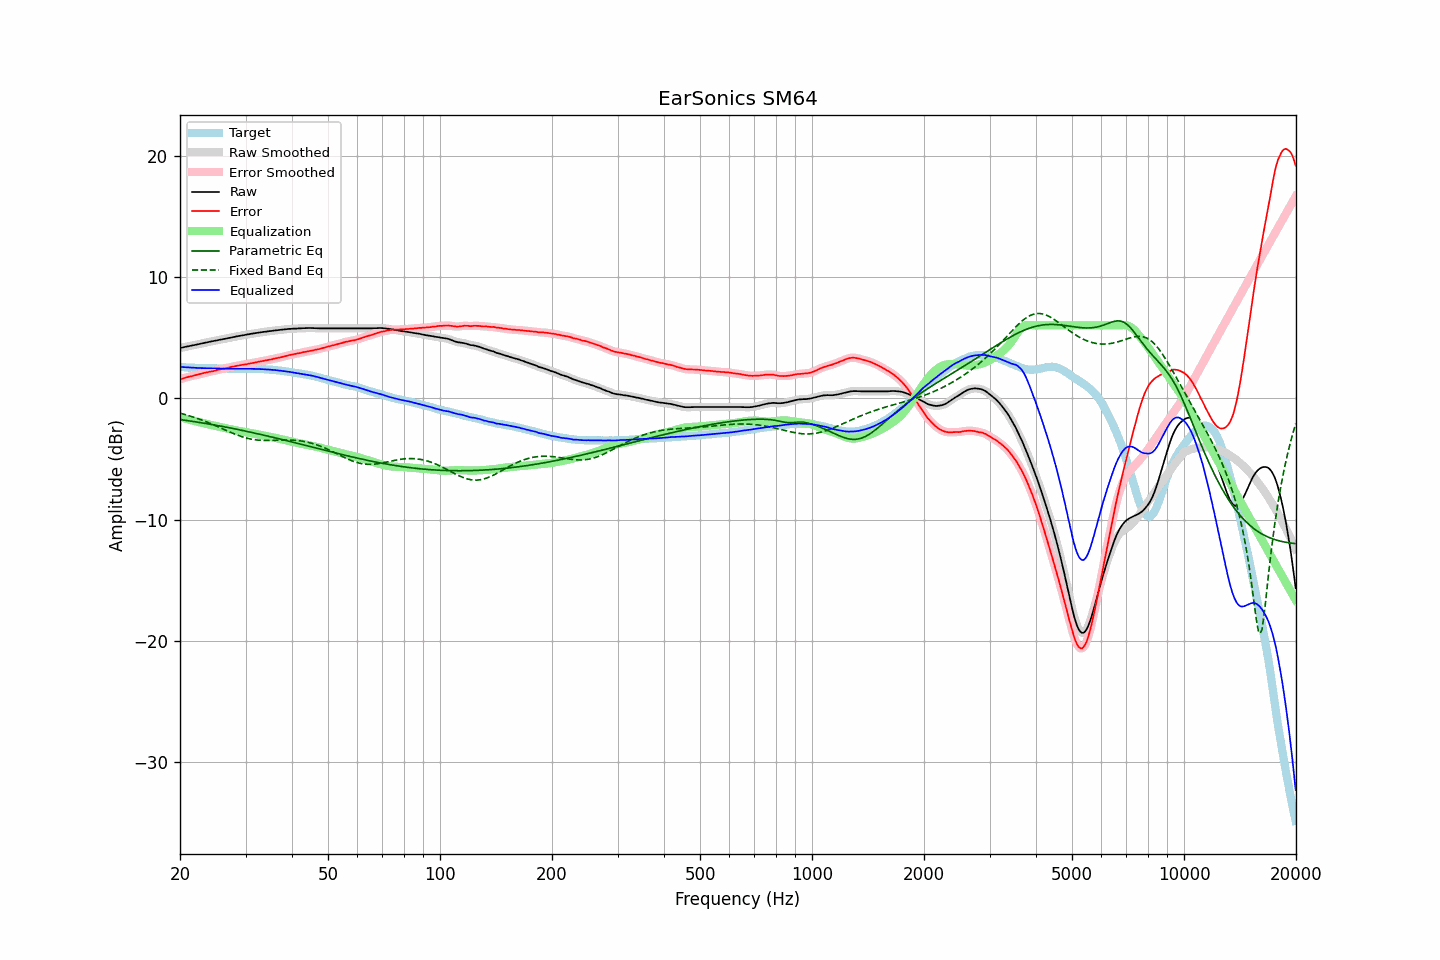 EarSonics SM64
Target
Raw Smoothed
Error Smoothed
Raw
Error
Equalization
Parametric Eq
Fixed Band Eq
Equalized
20
10
0
−10
−20
−30
Amplitude (dBr)
20 50 100 200 500 1000 2000 5000 10000 20000
Frequency (Hz)